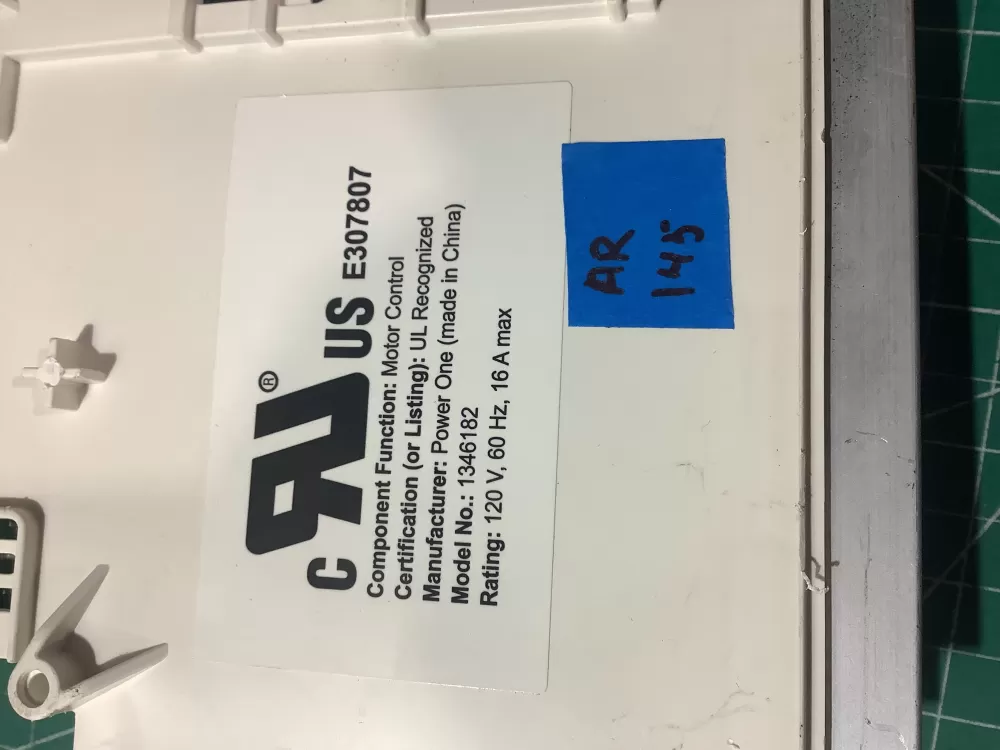 C RU US E307807
®
Component Function: Motor Control
Certification (or Listing): UL Recognized
Manufacturer: Power One (made in China)
Model No.: 1346182
Rating: 120 V, 60 Hz, 16 A max
AR
145